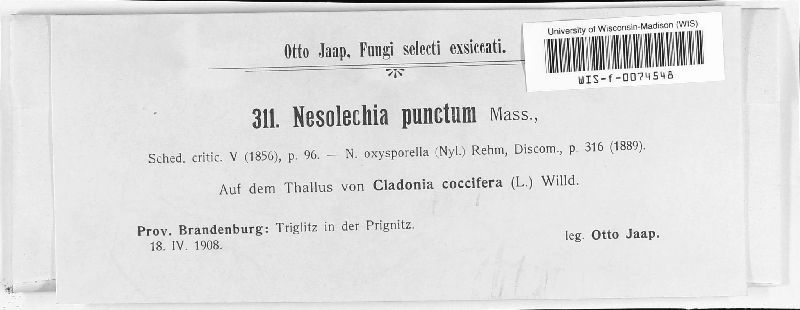 University of Wisconsin-Madison (WIS)
WIS-f-0074548
Otto Jaap, Fungi selecti exsiccati.
311. Nesolechia punctum Mass.,
Sched. critic. V (1856), p. 96. — N. oxysporella (Nyl.) Rehm, Discom., p. 316 (1889).
Auf dem Thallus von Cladonia coccifera (L.) Willd.
Prov. Brandenburg: Triglitz in der Prignitz.
18. IV. 1908.
leg. Otto Jaap.